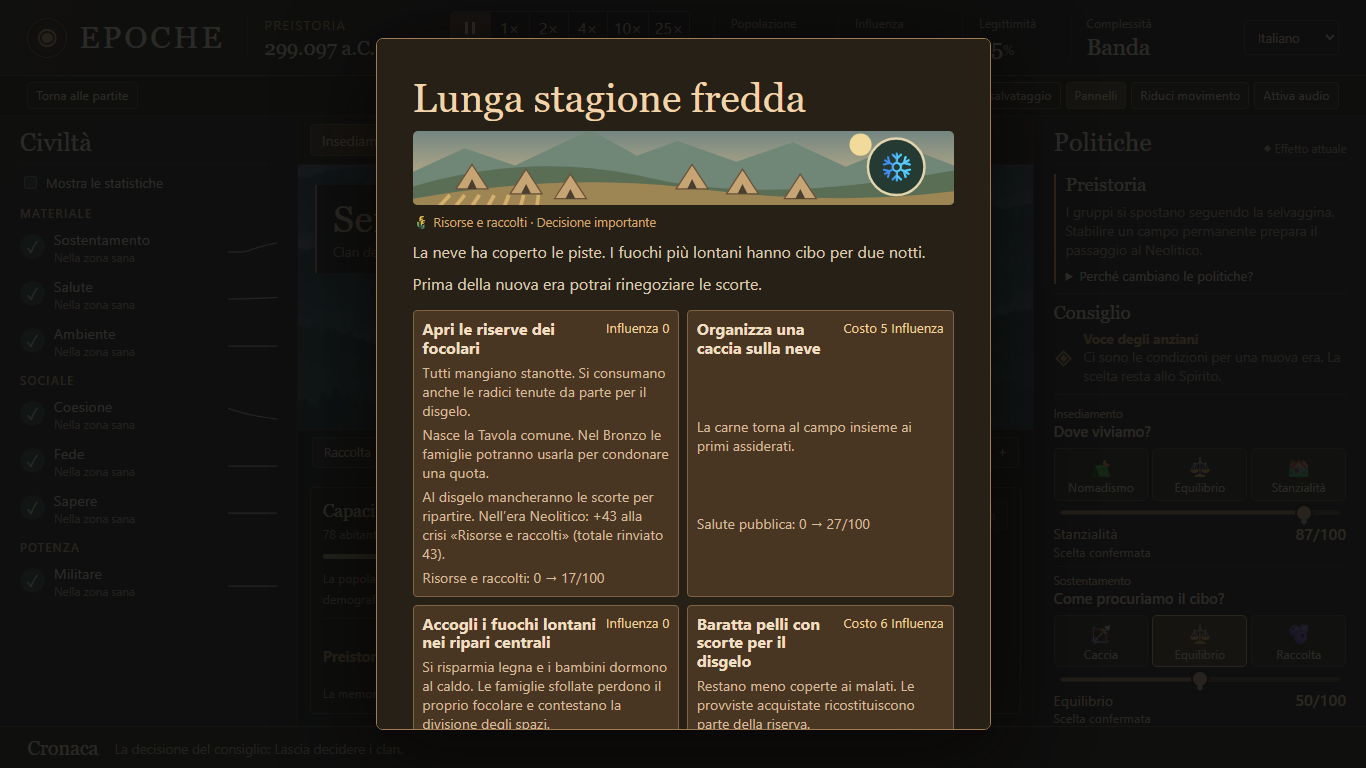 EPOCHE
PREISTORIA
299.097 a.C.
1×
2×
4×
10×
25×
Popolazione
Influenza
Legittimità
5%
Complessità
Banda
Italiano
Torna alle partite
salvataggio
Pannelli
Riduci movimento
Attiva audio
Civiltà
Mostra le statistiche
MATERIALE
Sostentamento
Nella zona sana
Salute
Nella zona sana
Ambiente
Nella zona sana
SOCIALE
Coesione
Nella zona sana
Fede
Nella zona sana
Sapere
Nella zona sana
POTENZA
Militare
Nella zona sana
Insediam
Clan de
Raccolta
+
Capaci
78 abitan
La popola
demografi
Preistor
La memor
Lunga stagione fredda
Risorse e raccolti · Decisione importante
La neve ha coperto le piste. I fuochi più lontani hanno cibo per due notti.
Prima della nuova era potrai rinegoziare le scorte.
Apri le riserve dei
focolari
Influenza 0
Tutti mangiano stanotte. Si consumano
anche le radici tenute da parte per il
disgelo.
Nasce la Tavola comune. Nel Bronzo le
famiglie potranno usarla per condonare
una quota.
Al disgelo mancheranno le scorte per
ripartire. Nell'era Neolitico: +43 alla
crisi «Risorse e raccolti» (totale rinviato
43).
Risorse e raccolti: 0 → 17/100
Organizza una
caccia sulla neve
Costo 5 Influenza
La carne torna al campo insieme ai
primi assiderati.
Salute pubblica: 0 → 27/100
Accogli i fuochi lontani
nei ripari centrali
Influenza 0
Si risparmia legna e i bambini dormono
al caldo. Le famiglie sfollate perdono il
proprio focolare e contestano la
divisione degli spazi.
Baratta pelli con
scorte per il
disgelo
Costo 6 Influenza
Restano meno coperte ai malati. Le
provviste acquistate ricostituiscono
parte della riserva.
Politiche
Effetto attuale
Preistoria
I gruppi si spostano seguendo la selvaggina.
Stabilire un campo permanente prepara il
passaggio al Neolitico.
Perché cambiano le politiche?
Consiglio
Voce degli anziani
Ci sono le condizioni per una nuova era. La
scelta resta allo Spirito.
Insediamento
Dove viviamo?
Nomadismo
Equilibrio
Stanzialità
Stanzialità
87/100
Scelta confermata
Sostentamento
Come procuriamo il cibo?
Caccia
Equilibrio
Raccolta
Equilibrio
50/100
Scelta confermata
Cronaca
La decisione del consiglio: Lascia decidere i clan.